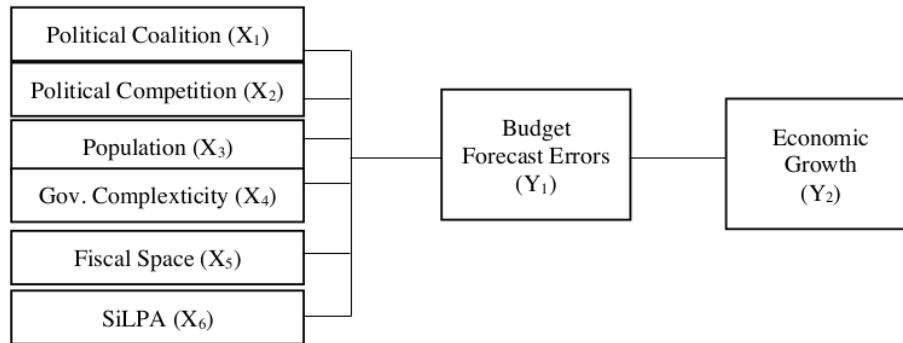 Political Coalition (X₁)
Political Competition (X₂)
Population (X₃)
Gov. Complexticity (X₄)
Fiscal Space (X₅)
SiLPA (X₆)
Budget
Forecast Errors
(Y₁)
Economic
Growth
(Y₂)